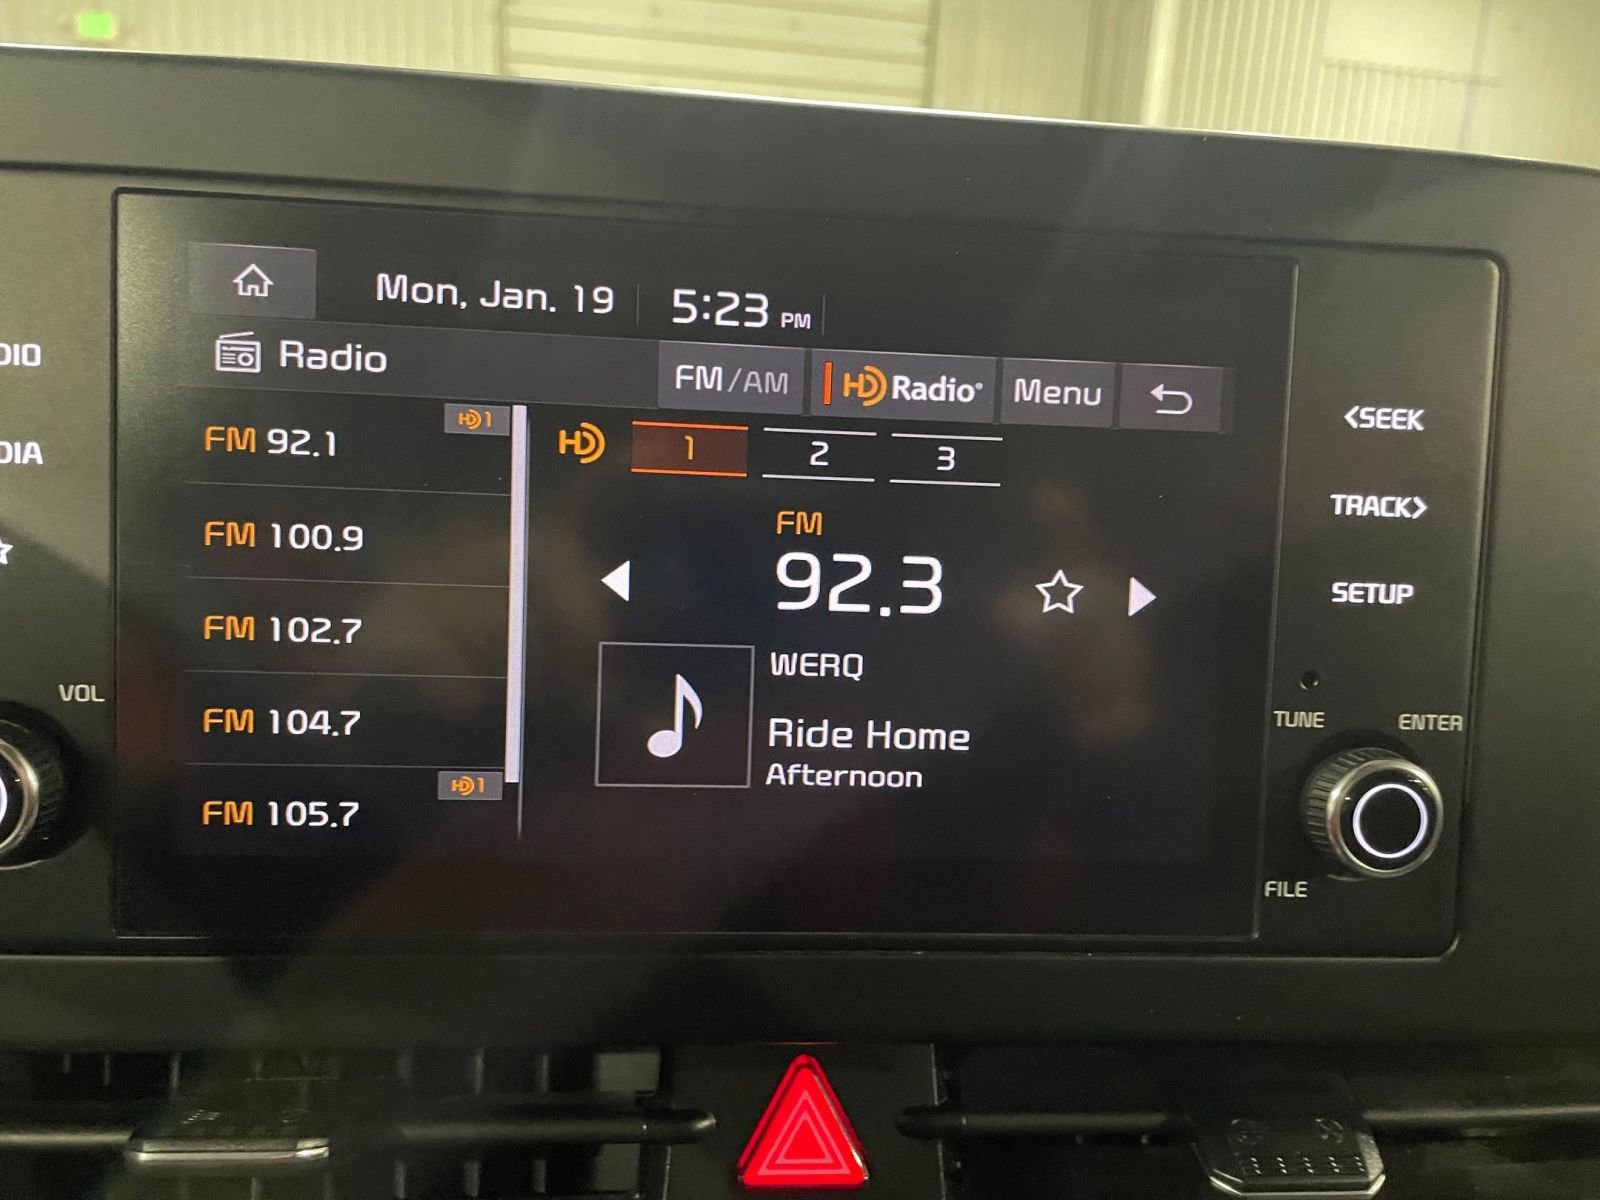 Mon, Jan. 19 5:23 PM
Radio FM/AM HD Radio® Menu
FM 92.1 HD1
FM 100.9
FM 102.7
FM 104.7
FM 105.7 HD1
HD 1 2 3
FM
92.3
WERQ
Ride Home
Afternoon
DIO
DIA
VOL
<SEEK
TRACK>
SETUP
TUNE ENTER
FILE